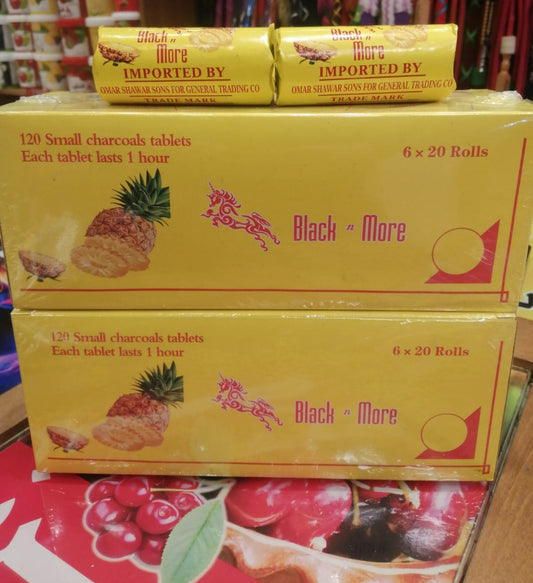 Black n
More
IMPORTED BY
OMAR SHAWAR SONS FOR GENERAL TRADING CO
TRADE MARK
Black n
More
IMPORTED BY
OMAR SHAWAR SONS FOR GENERAL TRADING CO
TRADE MARK
120 Small charcoals tablets
Each tablet lasts 1 hour
6 × 20 Rolls
Black n More
120 Small charcoals tablets
Each tablet lasts 1 hour
6 × 20 Rolls
Black n More